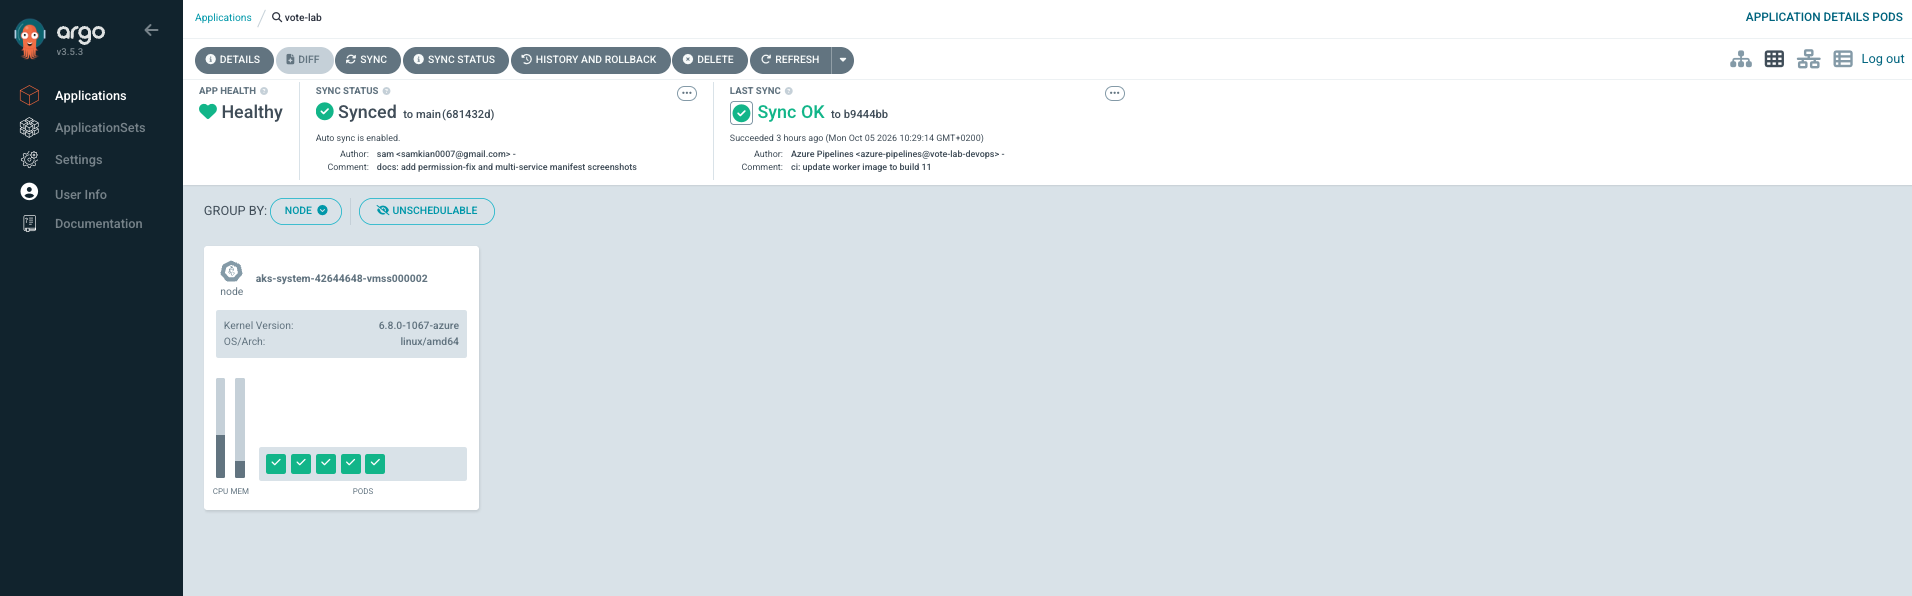 argo
v3.5.3
Applications
ApplicationSets
Settings
User Info
Documentation
Applications / vote-lab
APPLICATION DETAILS PODS
DETAILS DIFF SYNC SYNC STATUS HISTORY AND ROLLBACK DELETE REFRESH
Log out
APP HEALTH
Healthy
SYNC STATUS
Synced to main (681432d)
Auto sync is enabled.
Author: sam <samkian0007@gmail.com> -
Comment: docs: add permission-fix and multi-service manifest screenshots
LAST SYNC
Sync OK to b9444bb
Succeeded 3 hours ago (Mon Oct 05 2026 10:29:14 GMT+0200)
Author: Azure Pipelines <azure-pipelines@vote-lab-devops> -
Comment: ci: update worker image to build 11
GROUP BY: NODE UNSCHEDULABLE
aks-system-42644648-vmss000002
node
Kernel Version: 6.8.0-1067-azure
OS/Arch: linux/amd64
CPU MEM PODS